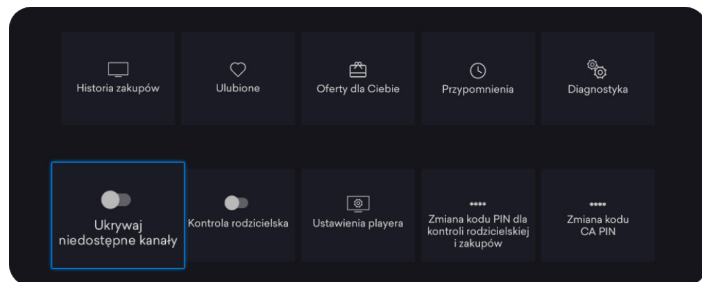 Historia zakupów
Ulubione
Oferty dla Ciebie
Przypomnienia
Diagnostyka
Ukrywaj
niedostępne kanały
Kontrola rodzicielska
Ustawienia playera
****
Zmiana kodu PIN dla
kontroli rodzicielskiej
i zakupów
****
Zmiana kodu
CA PIN